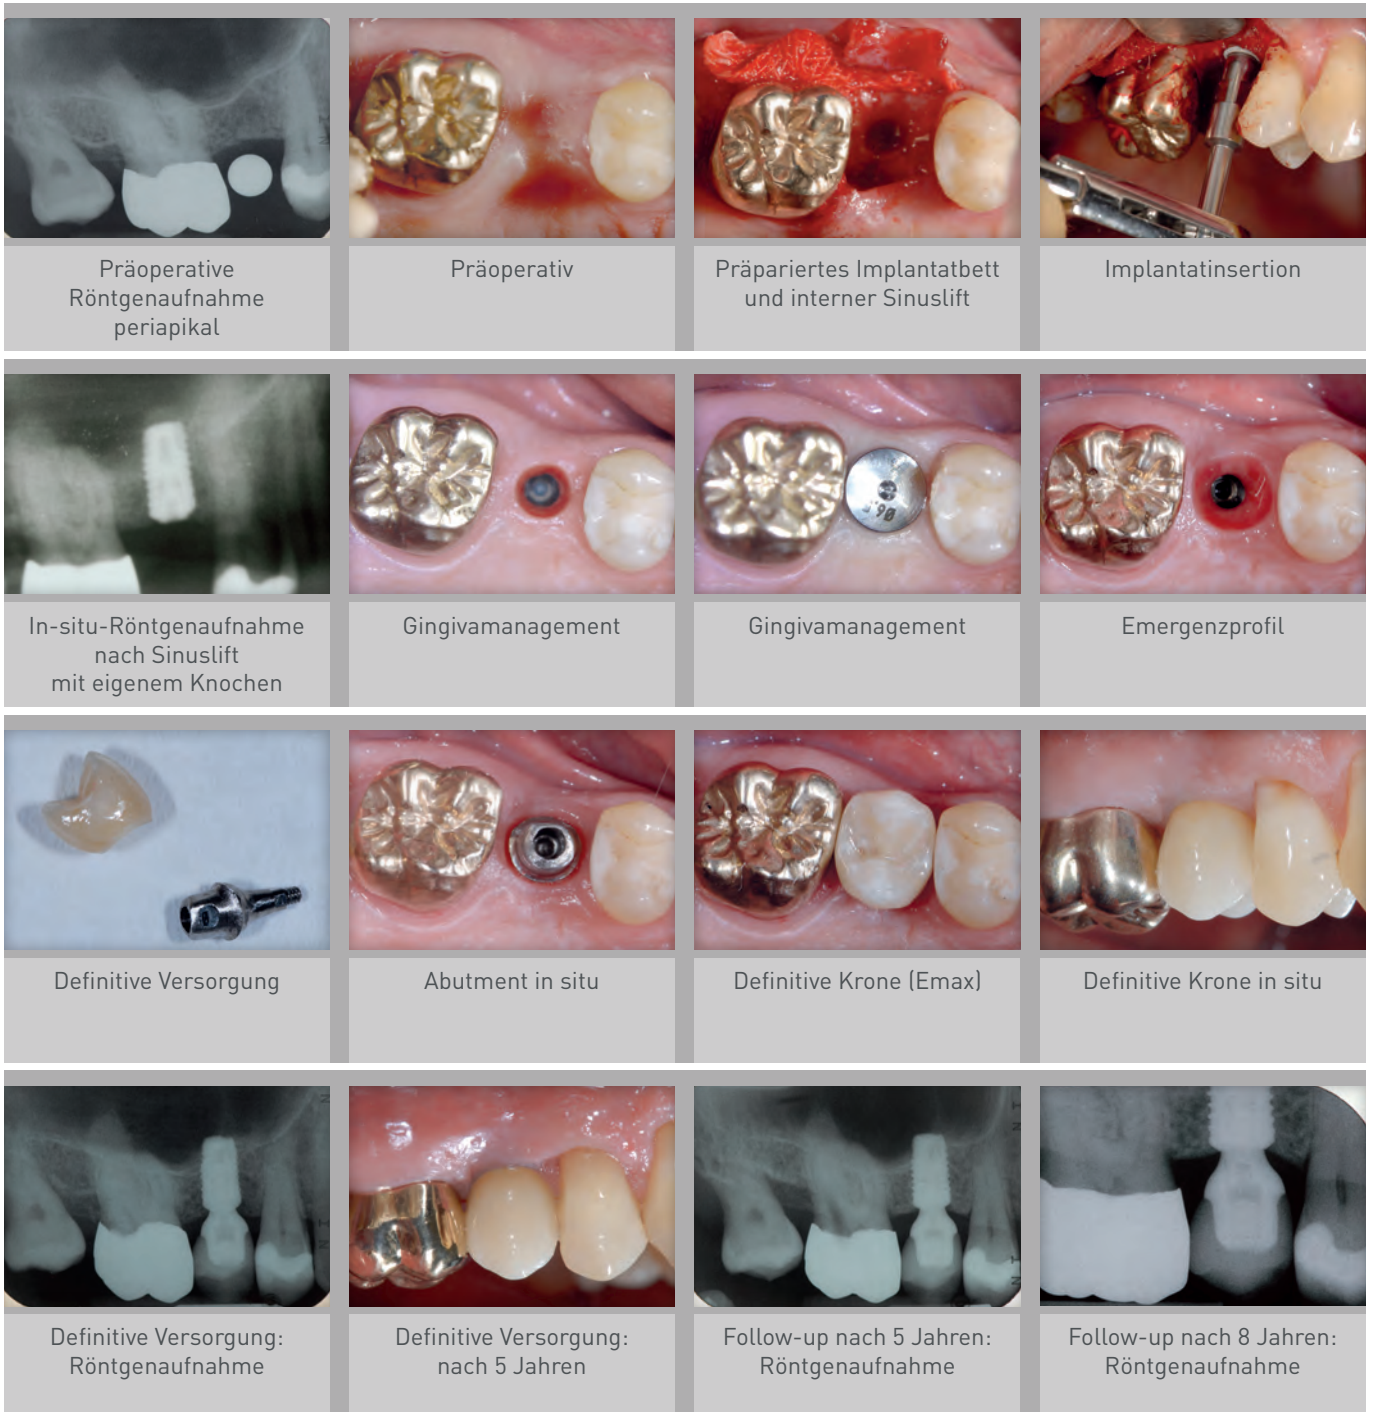 Präoperative
Röntgenaufnahme
periapikal
Präoperativ
Präpariertes Implantatbett
und interner Sinuslift
Implantatinsertion
In-situ-Röntgenaufnahme
nach Sinuslift
mit eigenem Knochen
Gingivamanagement
Gingivamanagement
Emergenzprofil
Definitive Versorgung
Abutment in situ
Definitive Krone (Emax)
Definitive Krone in situ
Definitive Versorgung:
Röntgenaufnahme
Definitive Versorgung:
nach 5 Jahren
Follow-up nach 5 Jahren:
Röntgenaufnahme
Follow-up nach 8 Jahren:
Röntgenaufnahme